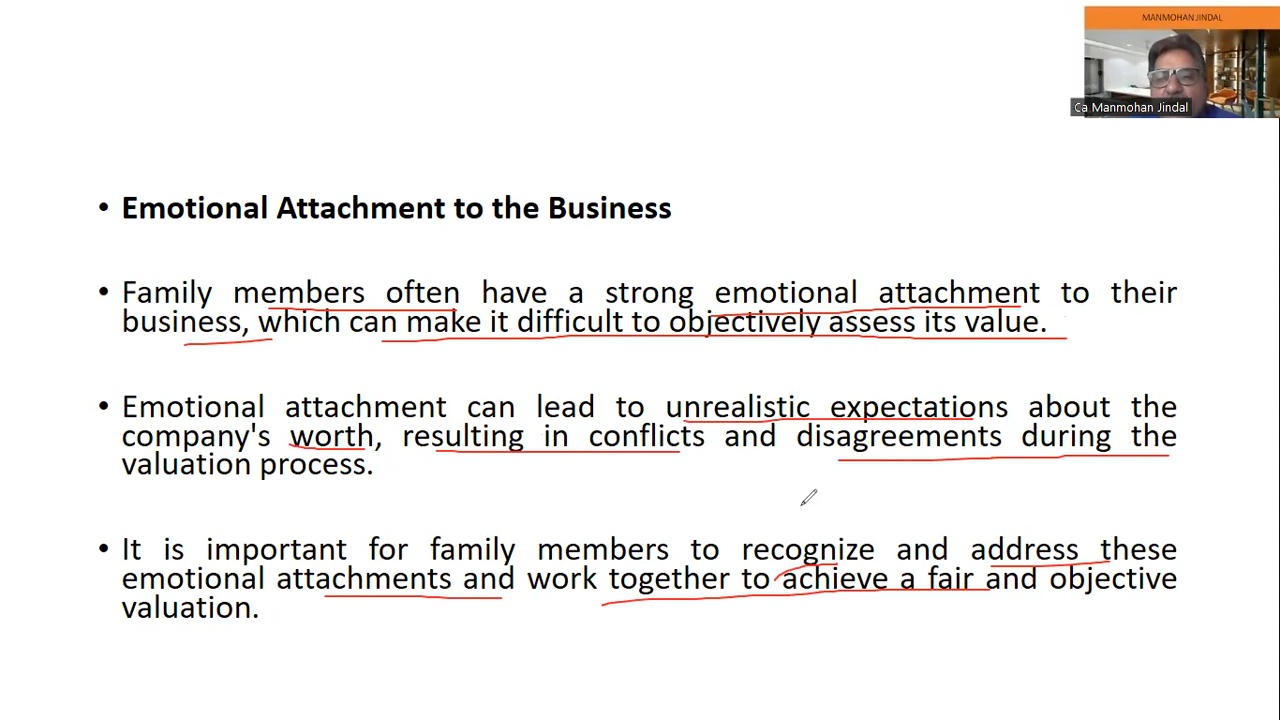 MANMOHAN JINDAL
Ca Manmohan Jindal
• Emotional Attachment to the Business
• Family members often have a strong emotional attachment to their
business, which can make it difficult to objectively assess its value.
• Emotional attachment can lead to unrealistic expectations about the
company's worth, resulting in conflicts and disagreements during the
valuation process.
• It is important for family members to recognize and address these
emotional attachments and work together to achieve a fair and objective
valuation.